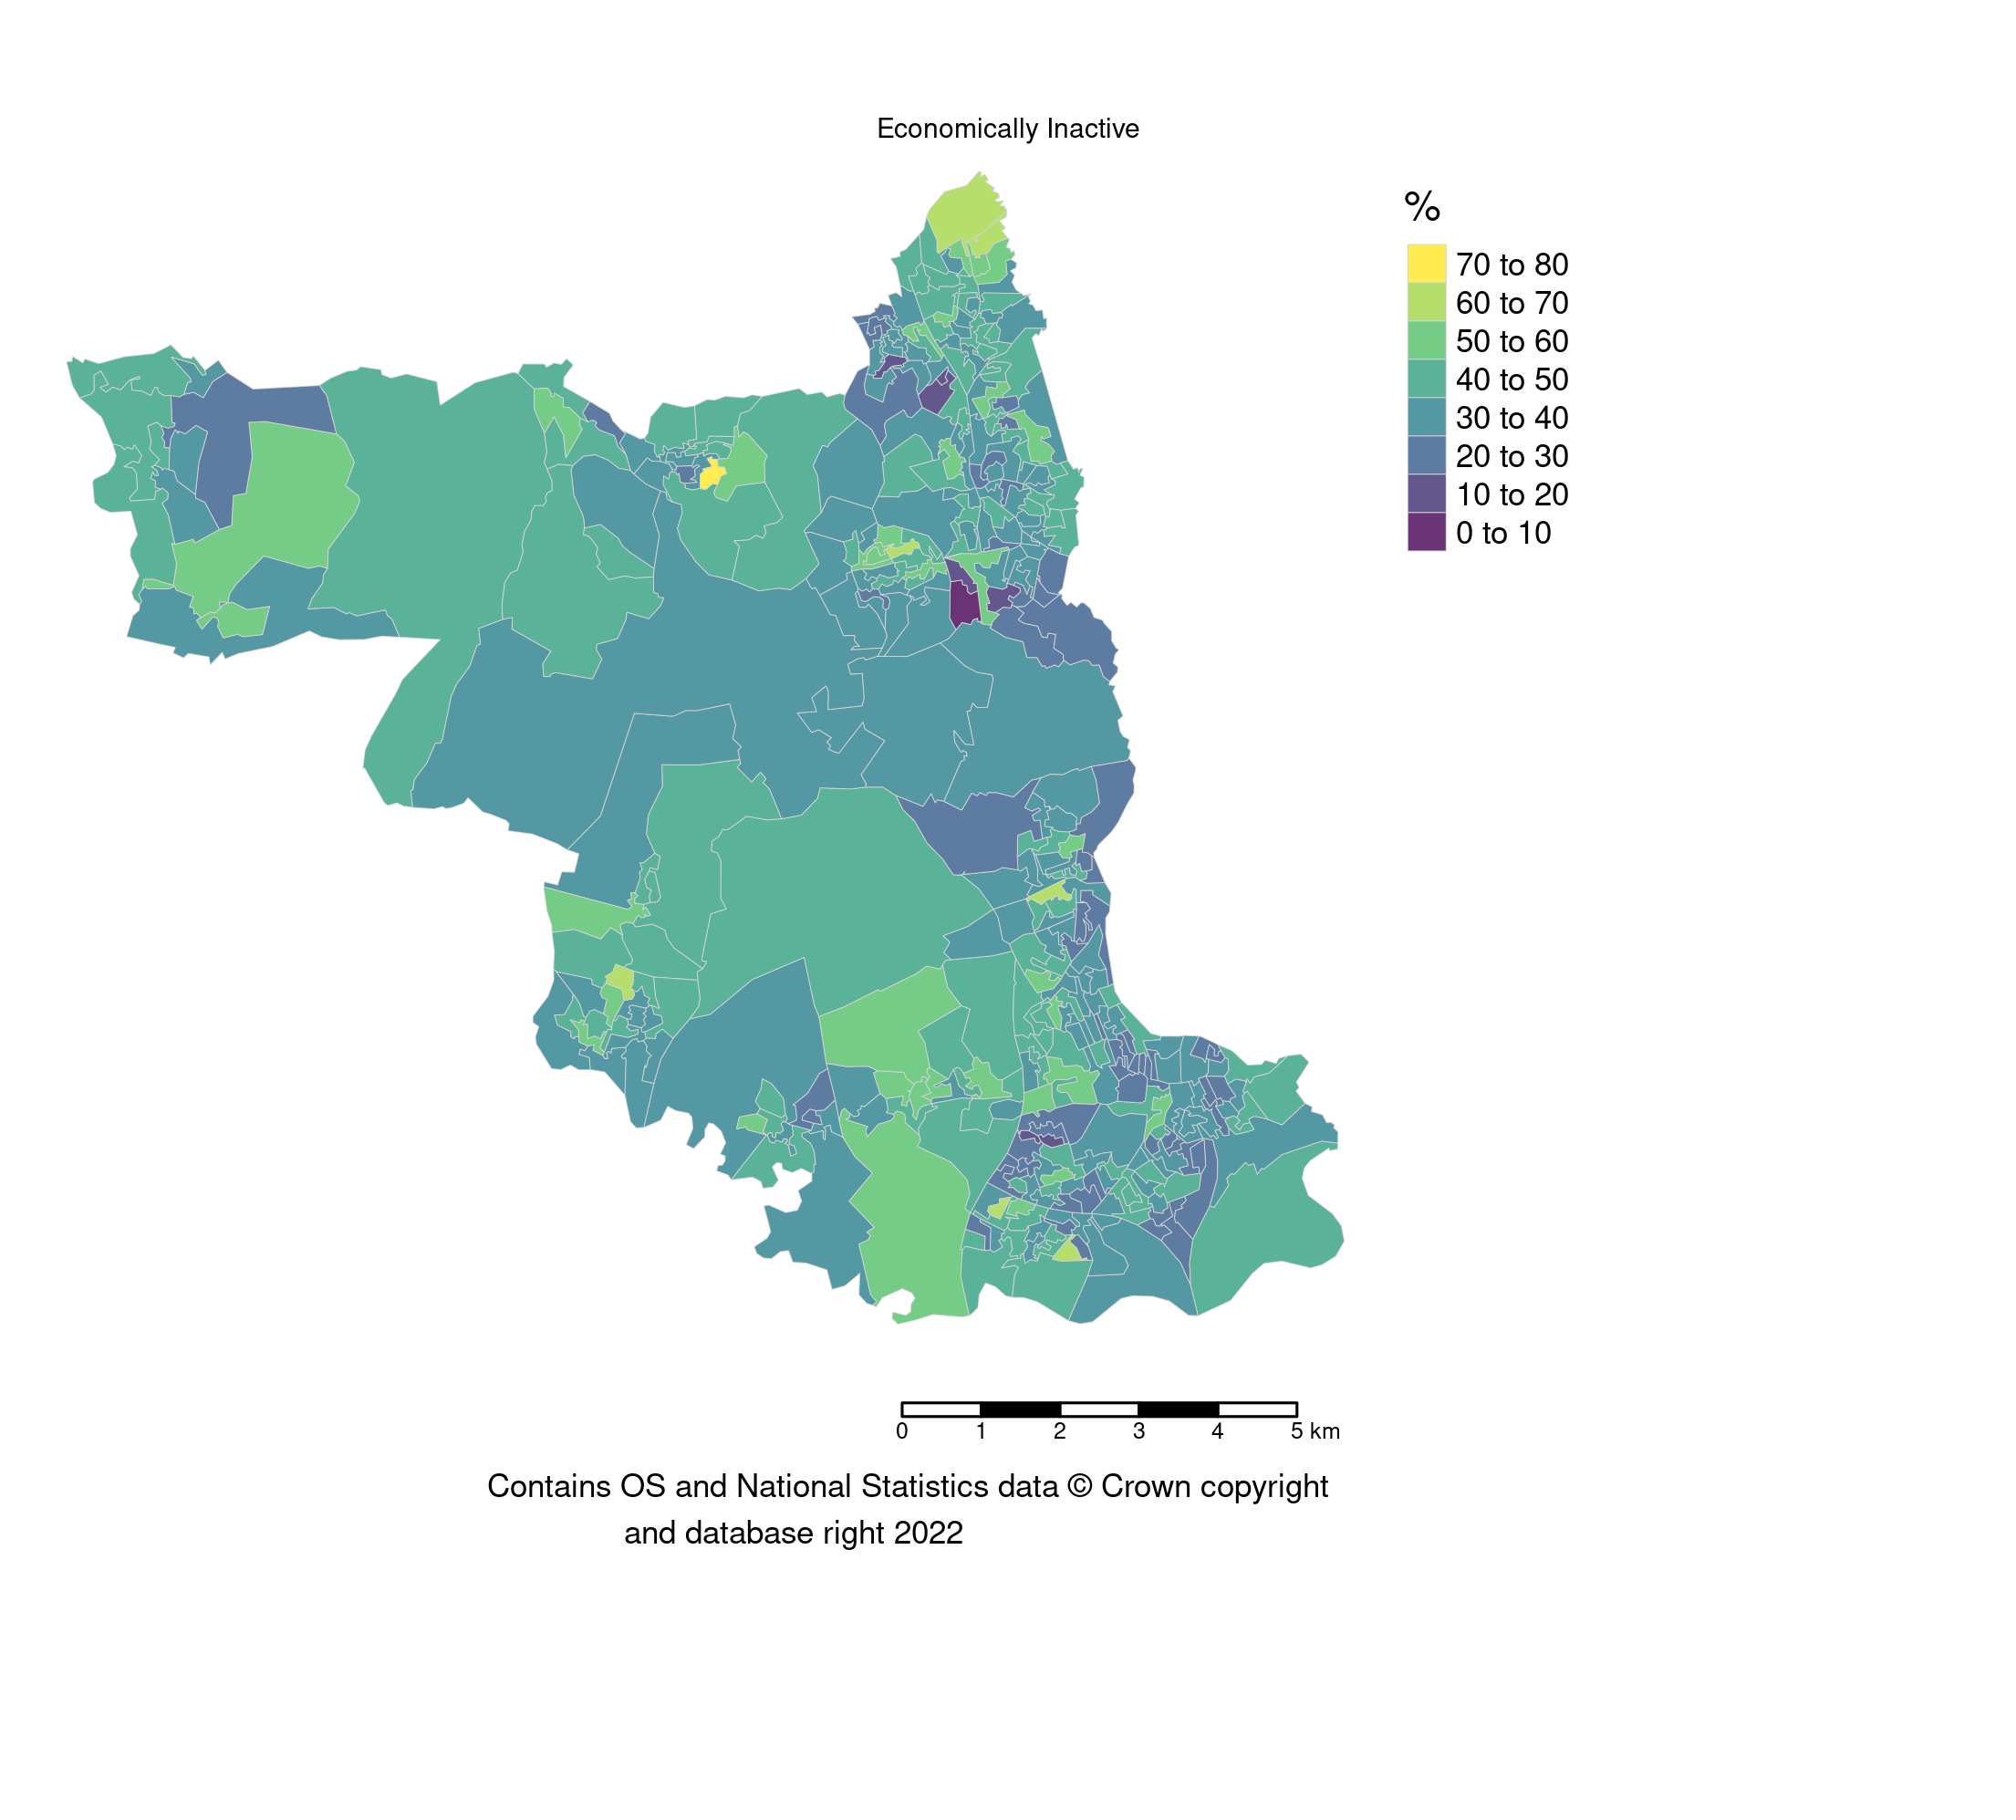 Economically Inactive
%
70 to 80
60 to 70
50 to 60
40 to 50
30 to 40
20 to 30
10 to 20
0 to 10
0 1 2 3 4 5 km
Contains OS and National Statistics data © Crown copyright
and database right 2022